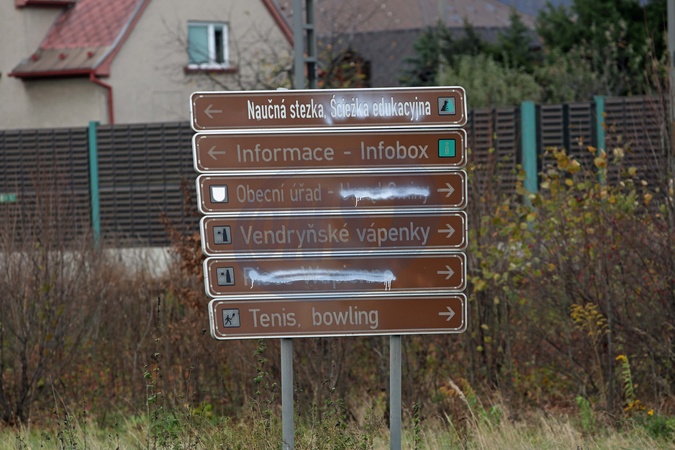 Naučná stezka, Ścieżka edukacyjna
Informace - Infobox
Obecní úřad -
Vendryňské vápenky
Tenis, bowling